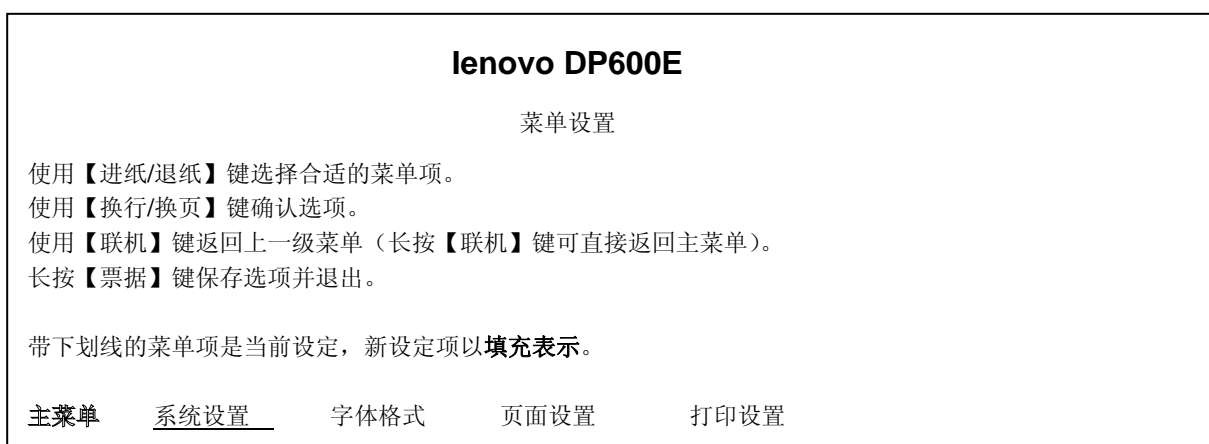 lenovo DP600E
菜单设置
使用【进纸/退纸】键选择合适的菜单项。
使用【换行/换页】键确认选项。
使用【联机】键返回上一级菜单（长按【联机】键可直接返回主菜单）。
长按【票据】键保存选项并退出。
带下划线的菜单项是当前设定，新设定项以填充表示。
主菜单 系统设置 字体格式 页面设置 打印设置